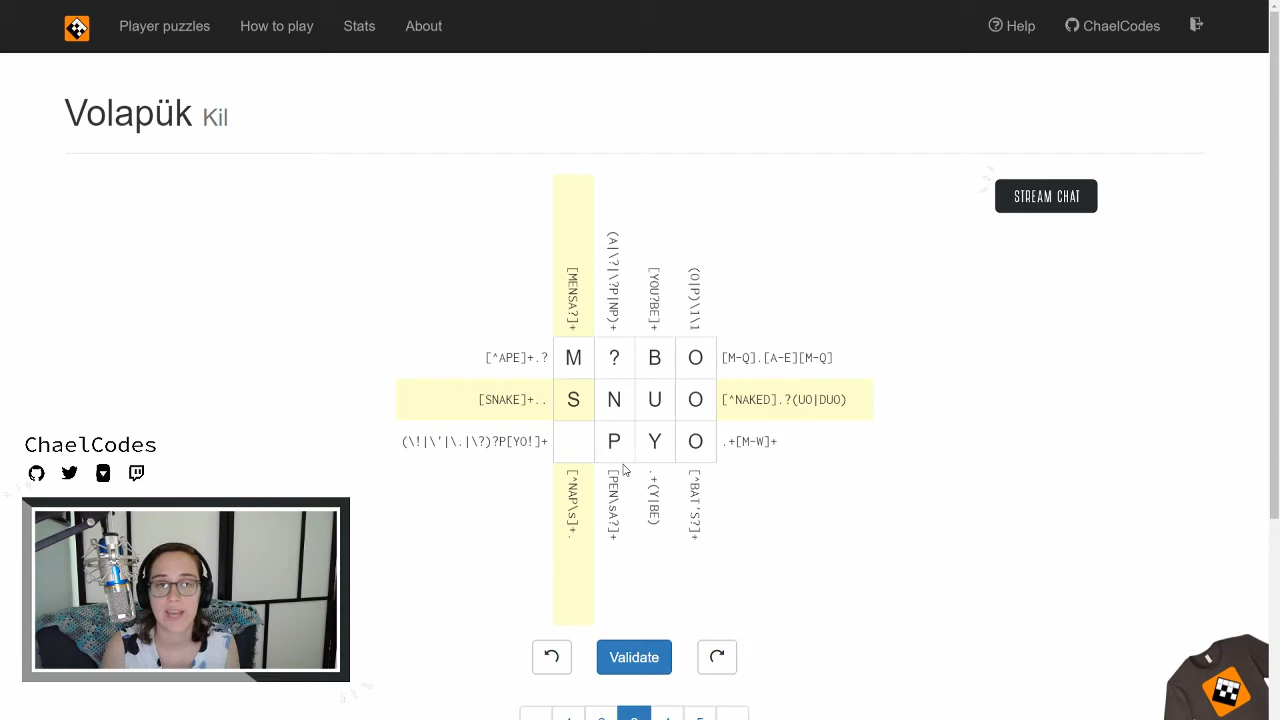 Player puzzles How to play Stats About Help ChaelCodes
Volapük Kil
STREAM CHAT
[MENSA?]+ (A|\?|\?P|NP)+ [YOU?BE]+ (O|P)\1\1
[^APE]+.? M ? B O [M-Q].[A-E][M-Q]
[SNAKE]+.. S N U O [^NAKED].?(UO|DUO)
(\!|\'|\.|\?)?P[YO!]+ P Y O .+[M-W]+
[^NAP\s]+. [PEN\sA?]+ .+(Y|BE) [^BAT'S?]+
ChaelCodes
Validate